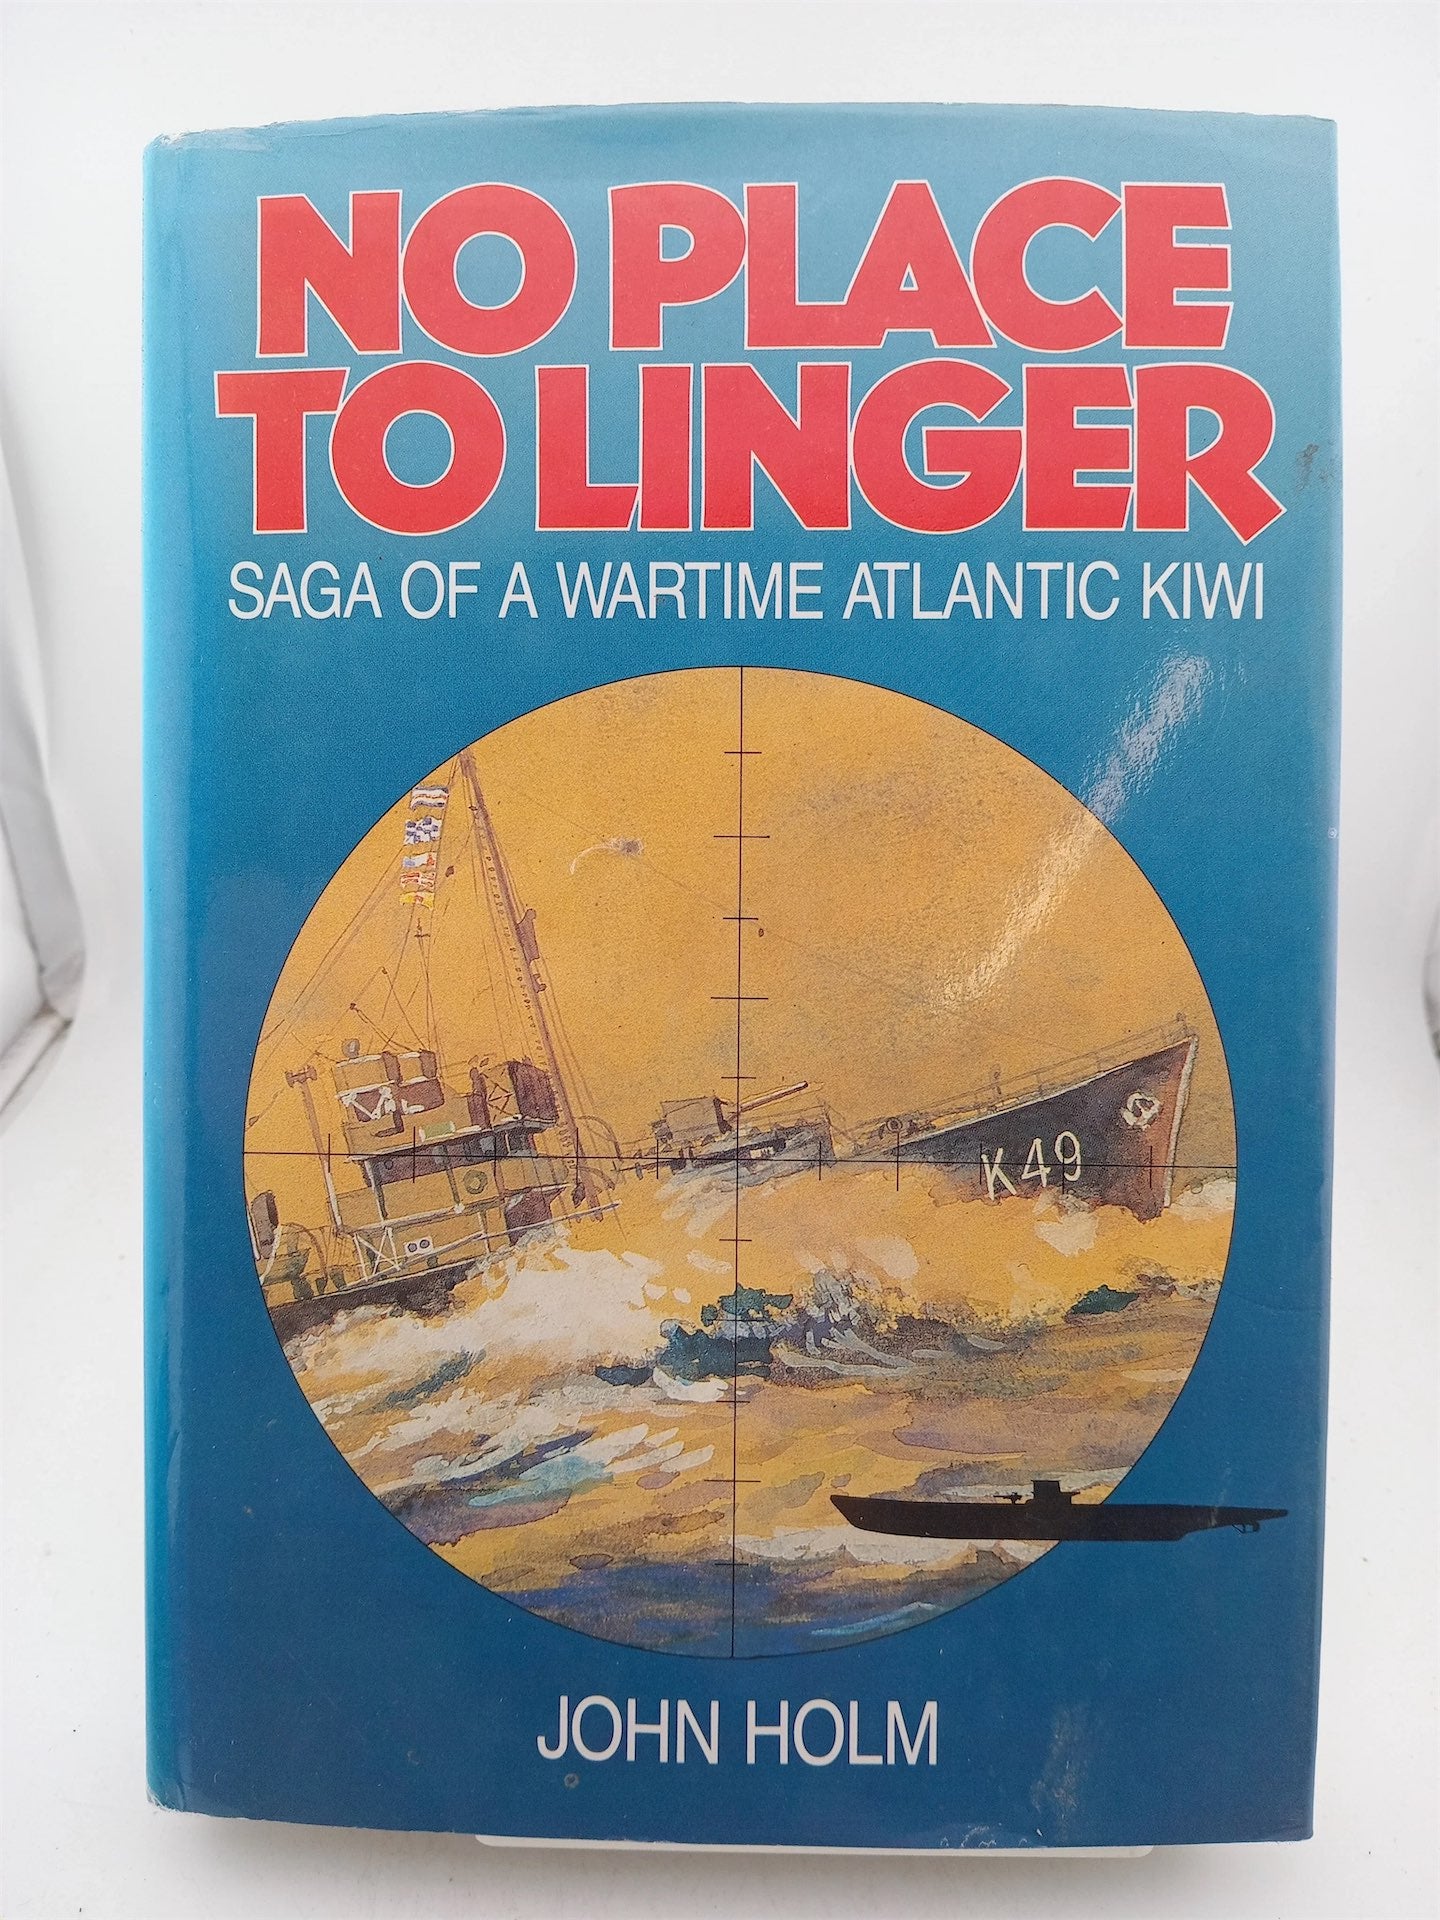 NO PLACE
TO LINGER
SAGA OF A WARTIME ATLANTIC KIWI
K49
JOHN HOLM